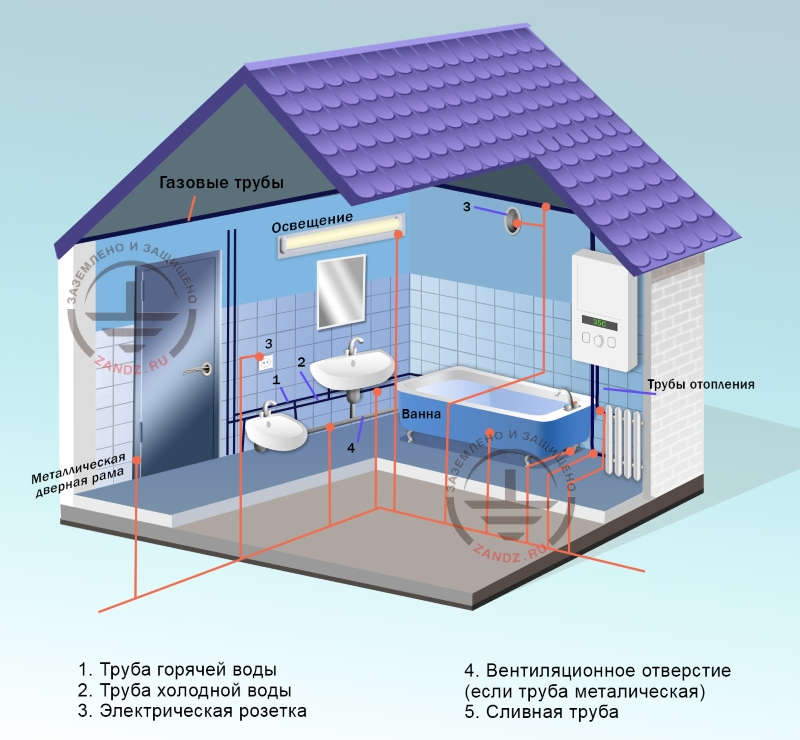 Газовые трубы
Освещение
3
ЗАЗЕМЛЕНО И ЗАЩИЩЕНО
ZANDZ.RU
350
3
2
1
Трубы отопления
Ванна
4
Металлическая
дверная рама
ЗАЗЕМЛЕНО И ЗАЩИЩЕНО
ZANDZ.RU
1. Труба горячей воды
2. Труба холодной воды
3. Электрическая розетка
4. Вентиляционное отверстие
(если труба металическая)
5. Сливная труба